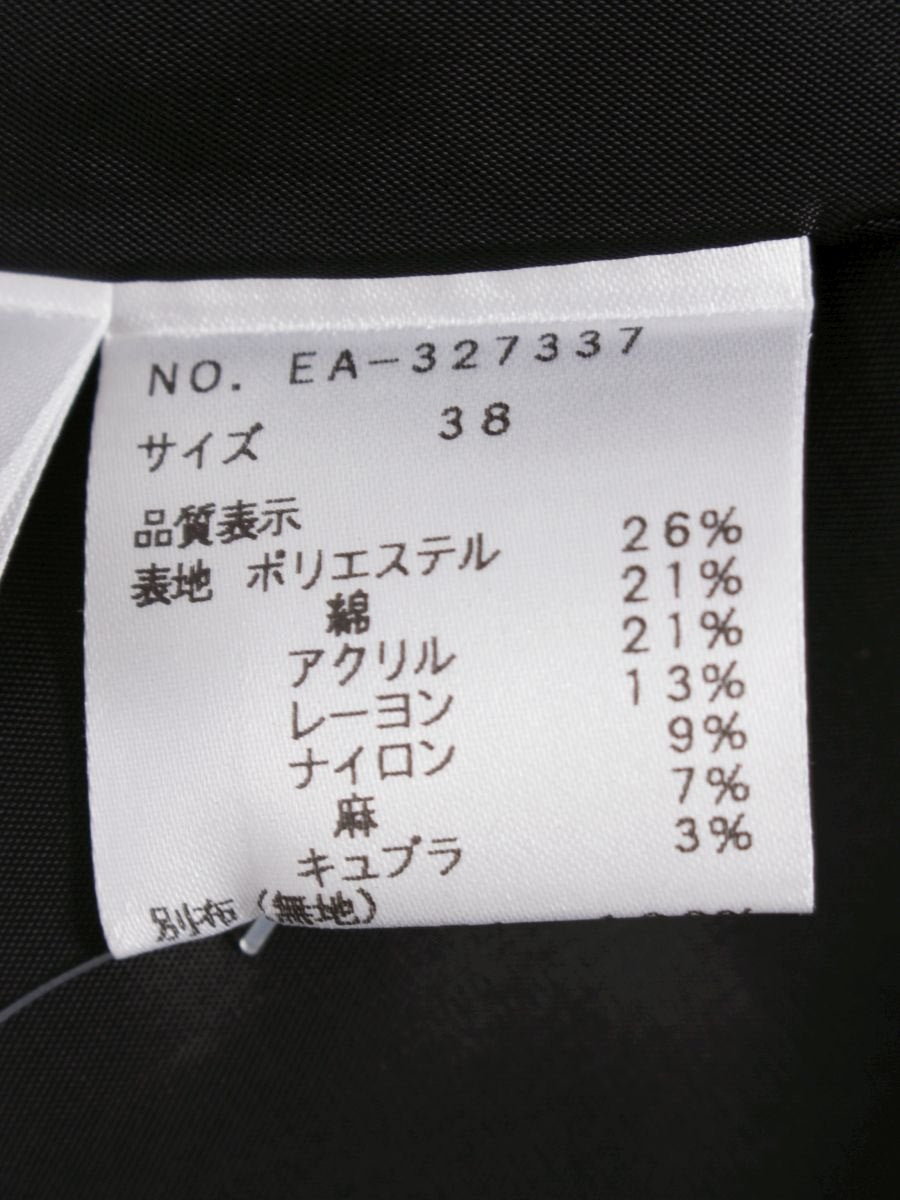 NO. EA-327337
サイズ 38
品質表示
表地 ポリエステル 26%
綿 21%
アクリル 21%
レーヨン 13%
ナイロン 9%
麻 7%
キュプラ 3%
別布(無地)